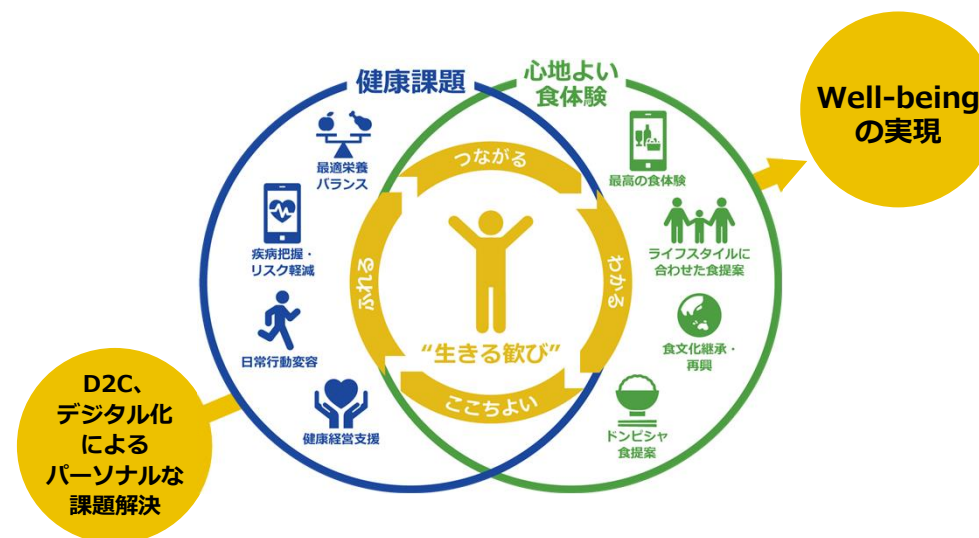 健康課題
最適栄養
バランス
疾病把握・
リスク軽減
日常行動変容
健康経営支援
心地よい
食体験
最高の食体験
ライフスタイルに
合わせた食提案
食文化継承・
再興
ドンピシャ
食提案
つながる
わかる
ここちよい
ふれる
“生きる歓び”
D2C、
デジタル化
による
パーソナルな
課題解決
Well-being
の実現